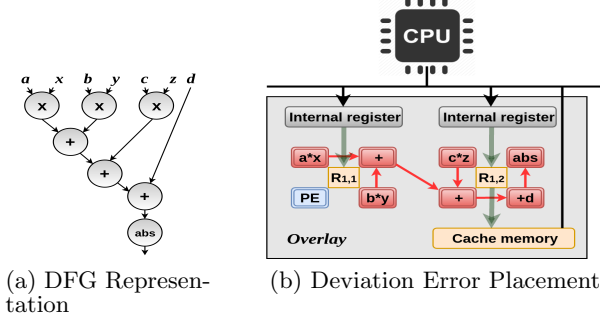 a x b y c z d
x x x
+
+
+
abs
CPU
Internal register Internal register
a*x + c*z abs
R1,1 R1,2
PE b*y + +d
Overlay Cache memory
(a) DFG Represen-
tation
(b) Deviation Error Placement